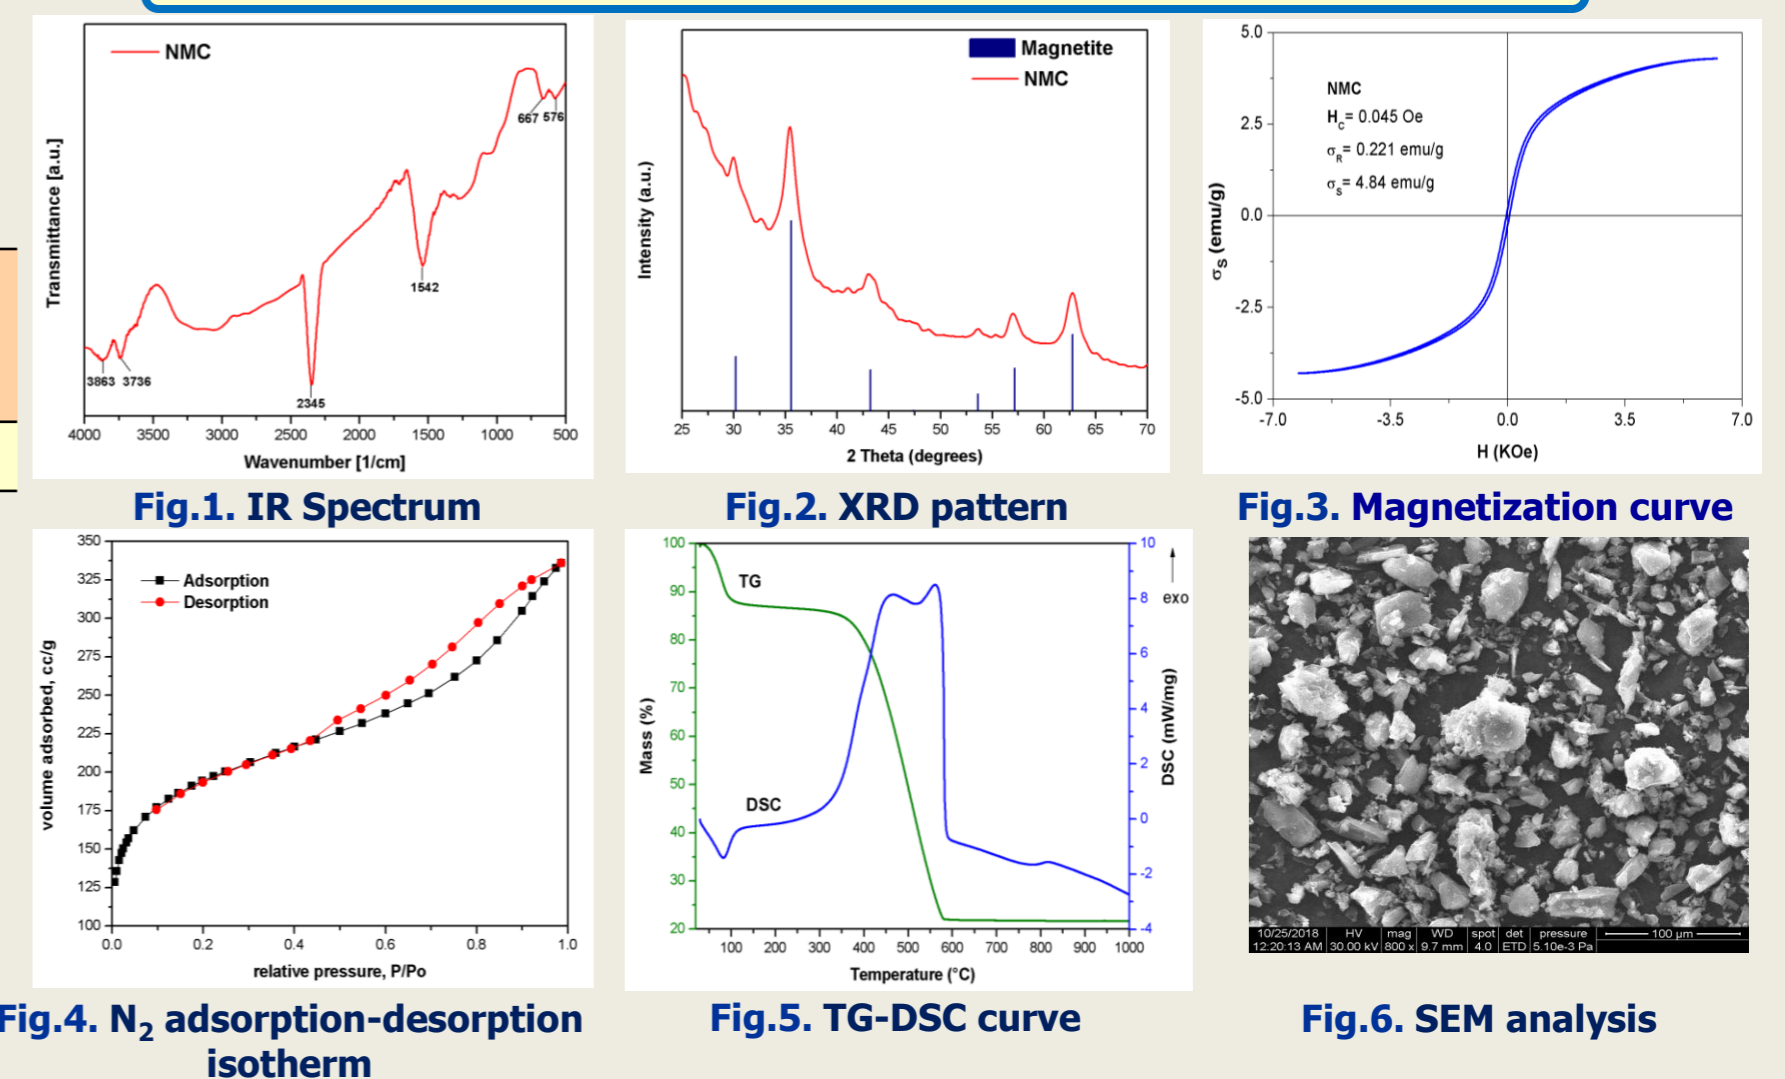 NMC
Transmittance [a.u.]
667 576
1542
3863 3736
2345
4000 3500 3000 2500 2000 1500 1000 500
Wavenumber [1/cm]
Fig.1. IR Spectrum
Magnetite
NMC
Intensity (a.u.)
25 30 35 40 45 50 55 60 65 70
2 Theta (degrees)
Fig.2. XRD pattern
5.0
2.5
0.0
-2.5
-5.0
NMC
Hc= 0.045 Oe
σR= 0.221 emu/g
σs= 4.84 emu/g
σS (emu/g)
-7.0 -3.5 0.0 3.5 7.0
H (KOe)
Fig.3. Magnetization curve
350
325
300
275
250
225
200
175
150
125
100
Adsorption
Desorption
volume adsorbed, cc/g
0.0 0.2 0.4 0.6 0.8 1.0
relative pressure, P/Po
Fig.4. N2 adsorption-desorption
isotherm
100
90
80
70
60
50
40
30
20
TG
DSC
Mass (%)
10
8
6
4
2
0
-2
-4
exo
DSC (mW/mg)
100 200 300 400 500 600 700 800 900 1000
Temperature (°C)
Fig.5. TG-DSC curve
10/25/2018 HV mag WD spot det pressure 100 µm
12:20:13 AM 30.00 kV 800 x 9.7 mm 4.0 ETD 5.10e-3 Pa
Fig.6. SEM analysis